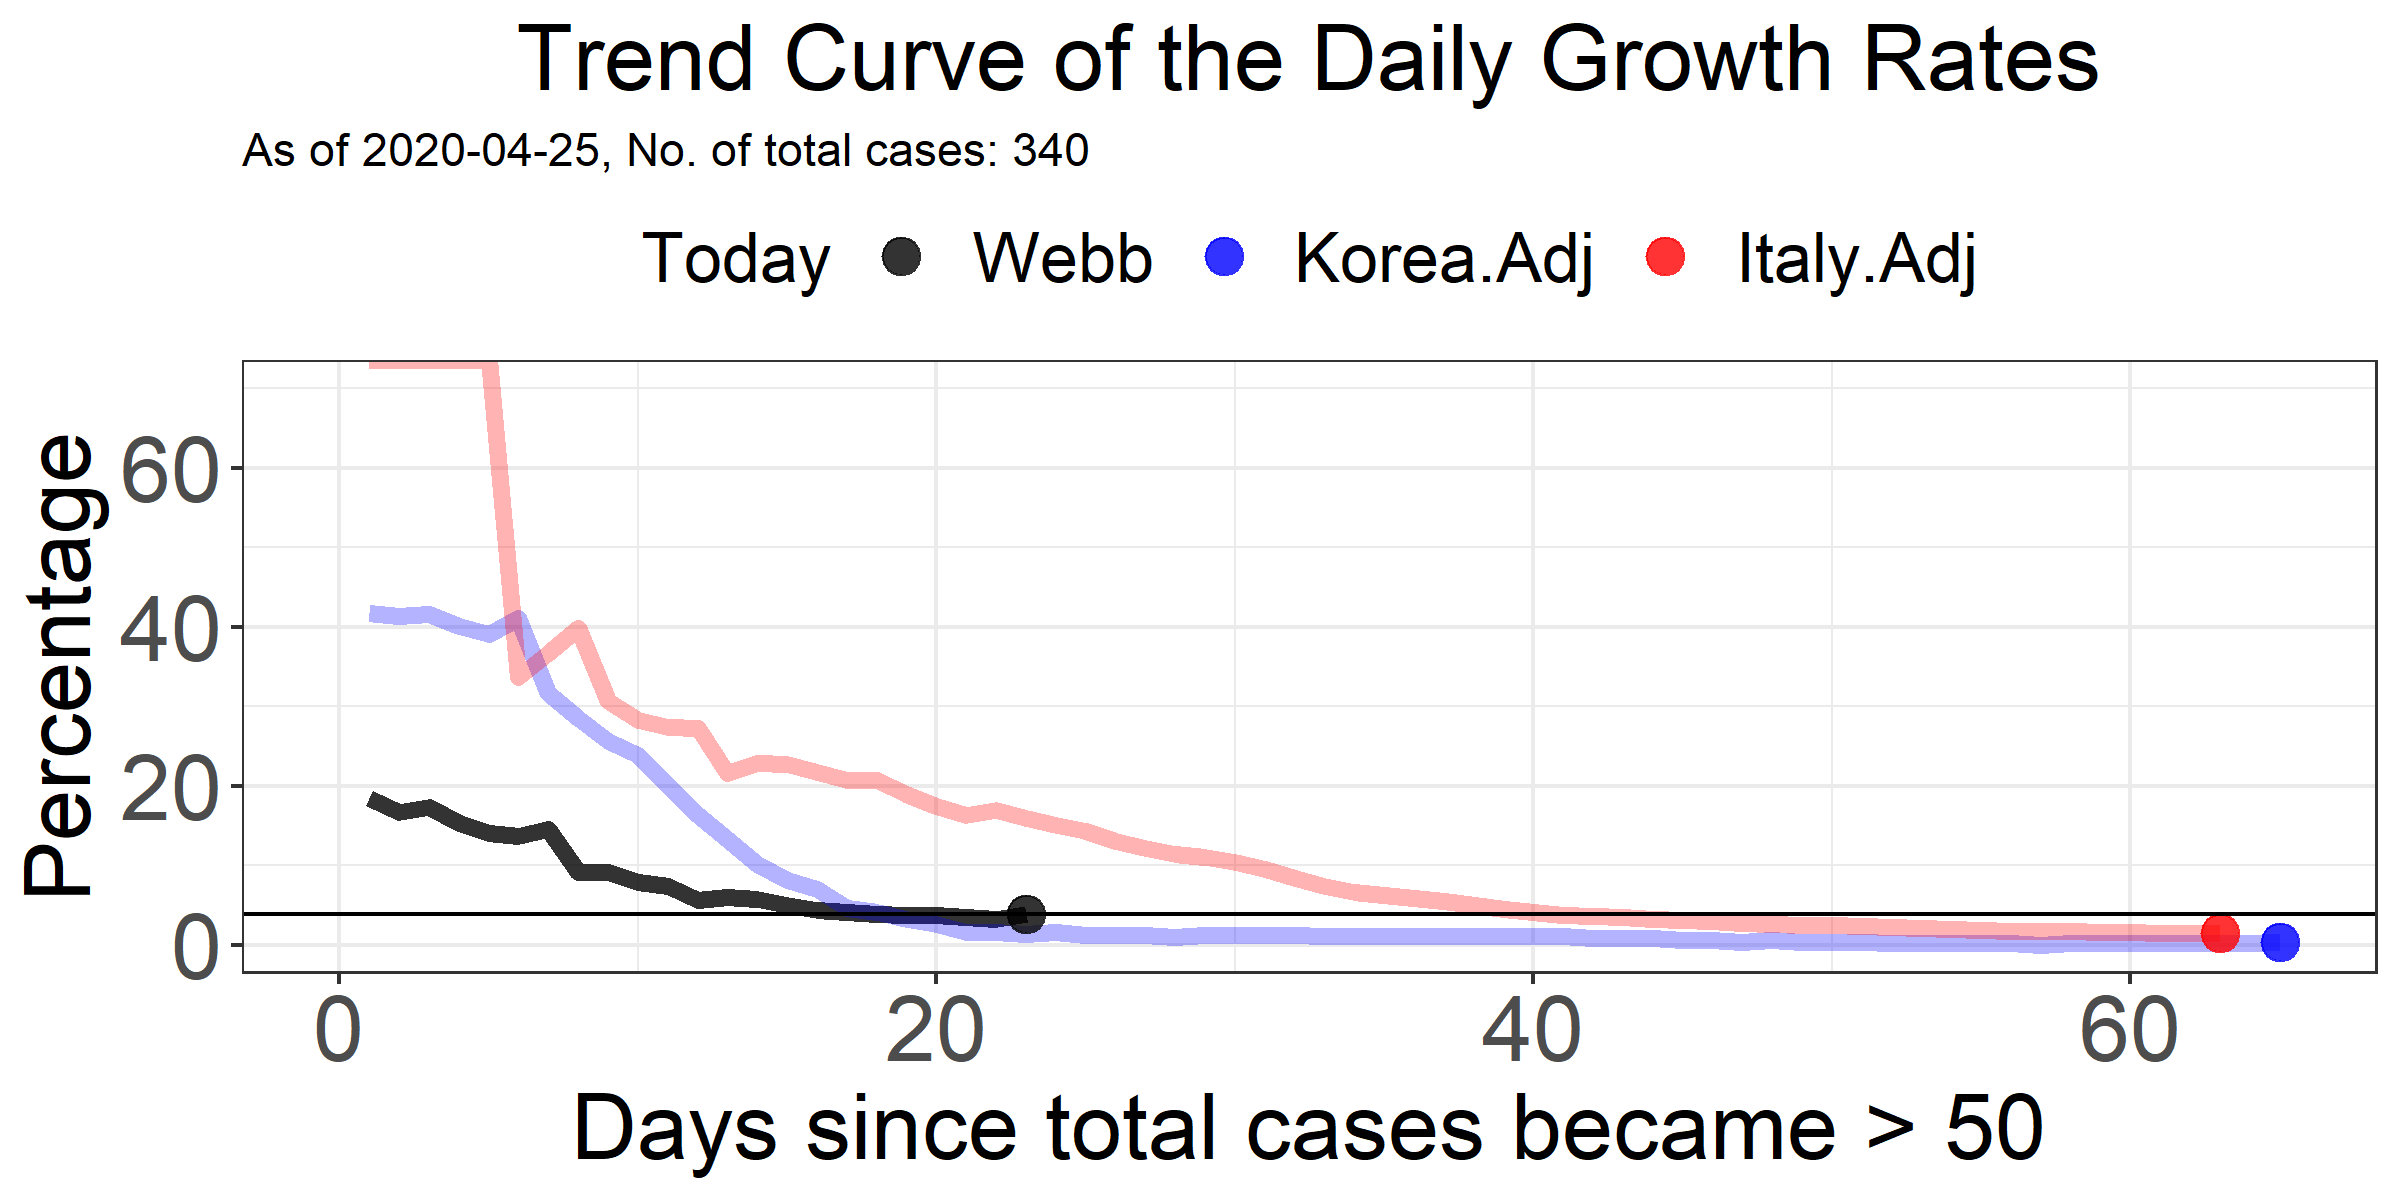 Trend Curve of the Daily Growth Rates
As of 2020-04-25, No. of total cases: 340
Today Webb Korea.Adj Italy.Adj
Percentage
60
40
20
0
0 20 40 60
Days since total cases became > 50